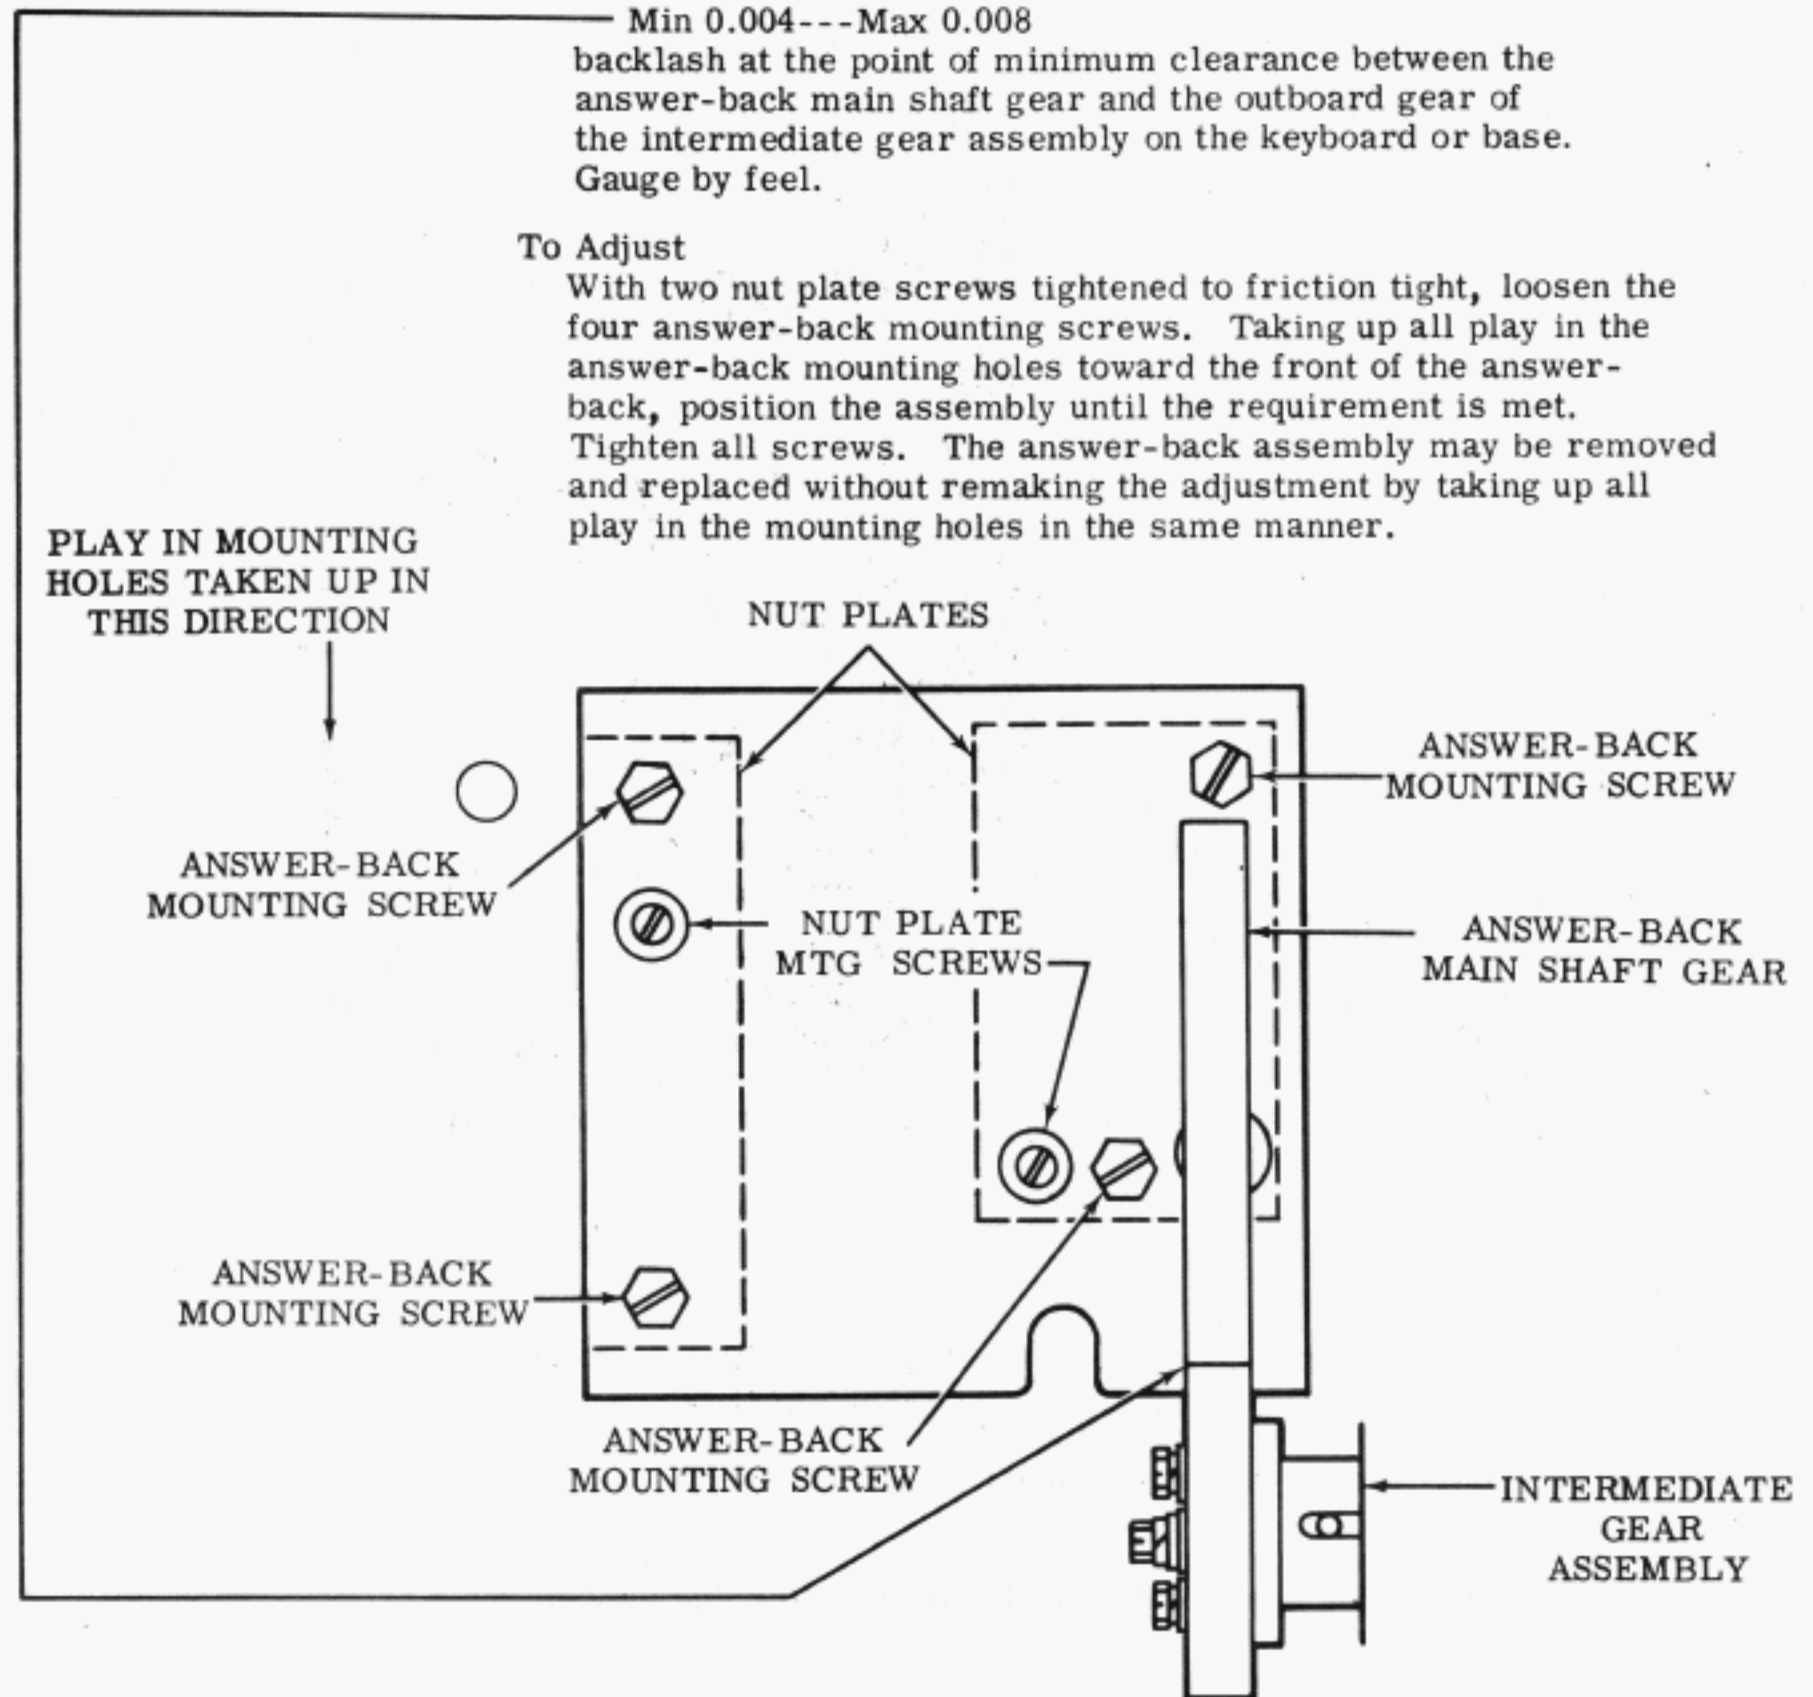 Min 0.004---Max 0.008
backlash at the point of minimum clearance between the
answer-back main shaft gear and the outboard gear of
the intermediate gear assembly on the keyboard or base.
Gauge by feel.
To Adjust
With two nut plate screws tightened to friction tight, loosen the
four answer-back mounting screws. Taking up all play in the
answer-back mounting holes toward the front of the answer-
back, position the assembly until the requirement is met.
Tighten all screws. The answer-back assembly may be removed
and replaced without remaking the adjustment by taking up all
play in the mounting holes in the same manner.
PLAY IN MOUNTING
HOLES TAKEN UP IN
THIS DIRECTION
NUT PLATES
ANSWER-BACK
MOUNTING SCREW
ANSWER-BACK
MOUNTING SCREW
NUT PLATE
MTG SCREWS
ANSWER-BACK
MAIN SHAFT GEAR
ANSWER-BACK
MOUNTING SCREW
ANSWER-BACK
MOUNTING SCREW
INTERMEDIATE
GEAR
ASSEMBLY